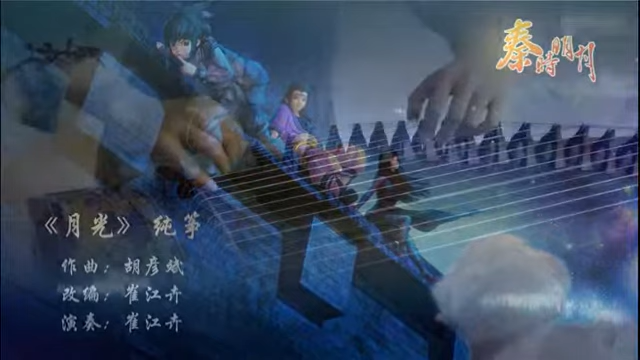 秦时明月
《月光》 纯筝
作曲：胡彦斌
改编：崔江卉
演奏：崔江卉